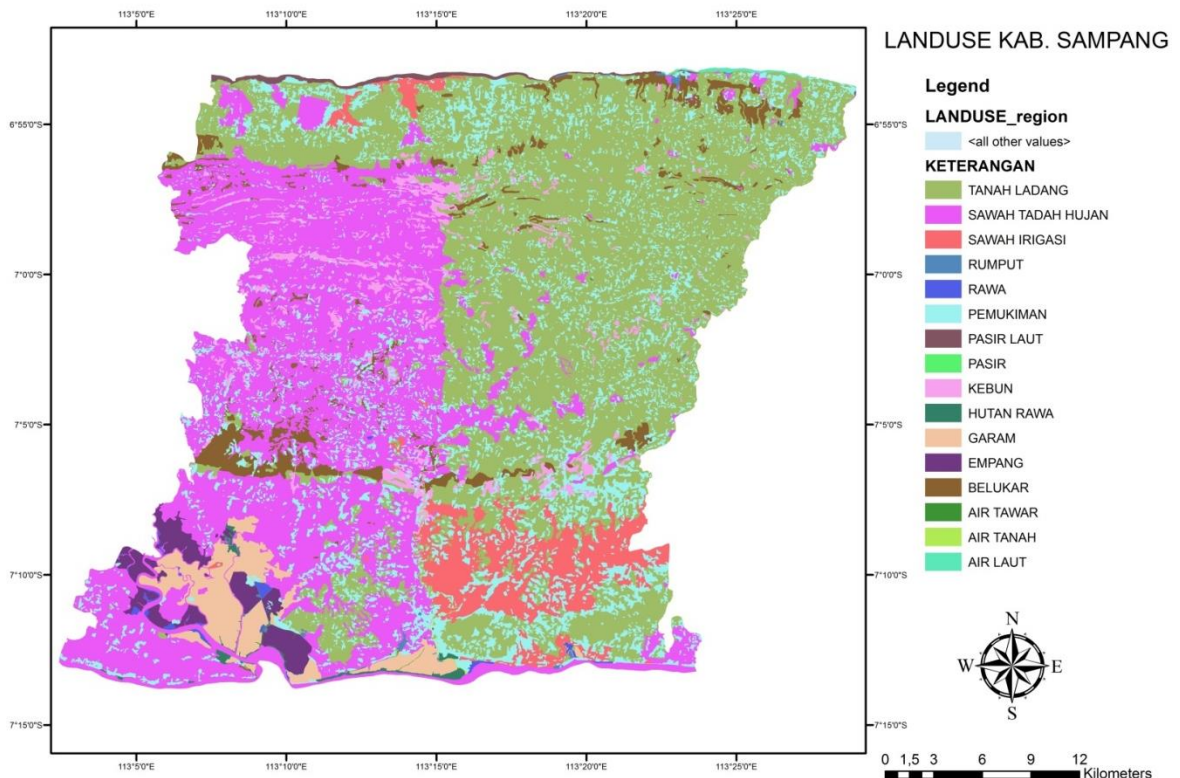 113°5'0"E 113°10'0"E 113°15'0"E 113°20'0"E 113°25'0"E
LANDUSE KAB. SAMPANG
Legend
LANDUSE_region
<all other values>
KETERANGAN
TANAH LADANG
SAWAH TADAH HUJAN
SAWAH IRIGASI
RUMPUT
RAWA
PEMUKIMAN
PASIR LAUT
PASIR
KEBUN
HUTAN RAWA
GARAM
EMPANG
BELUKAR
AIR TAWAR
AIR TANAH
AIR LAUT
6°55'0"S 6°55'0"S
7°0'0"S 7°0'0"S
7°5'0"S 7°5'0"S
7°10'0"S 7°10'0"S
7°15'0"S 7°15'0"S
113°5'0"E 113°10'0"E 113°15'0"E 113°20'0"E 113°25'0"E
N
W E
S
0 1,5 3 6 9 12
Kilometers